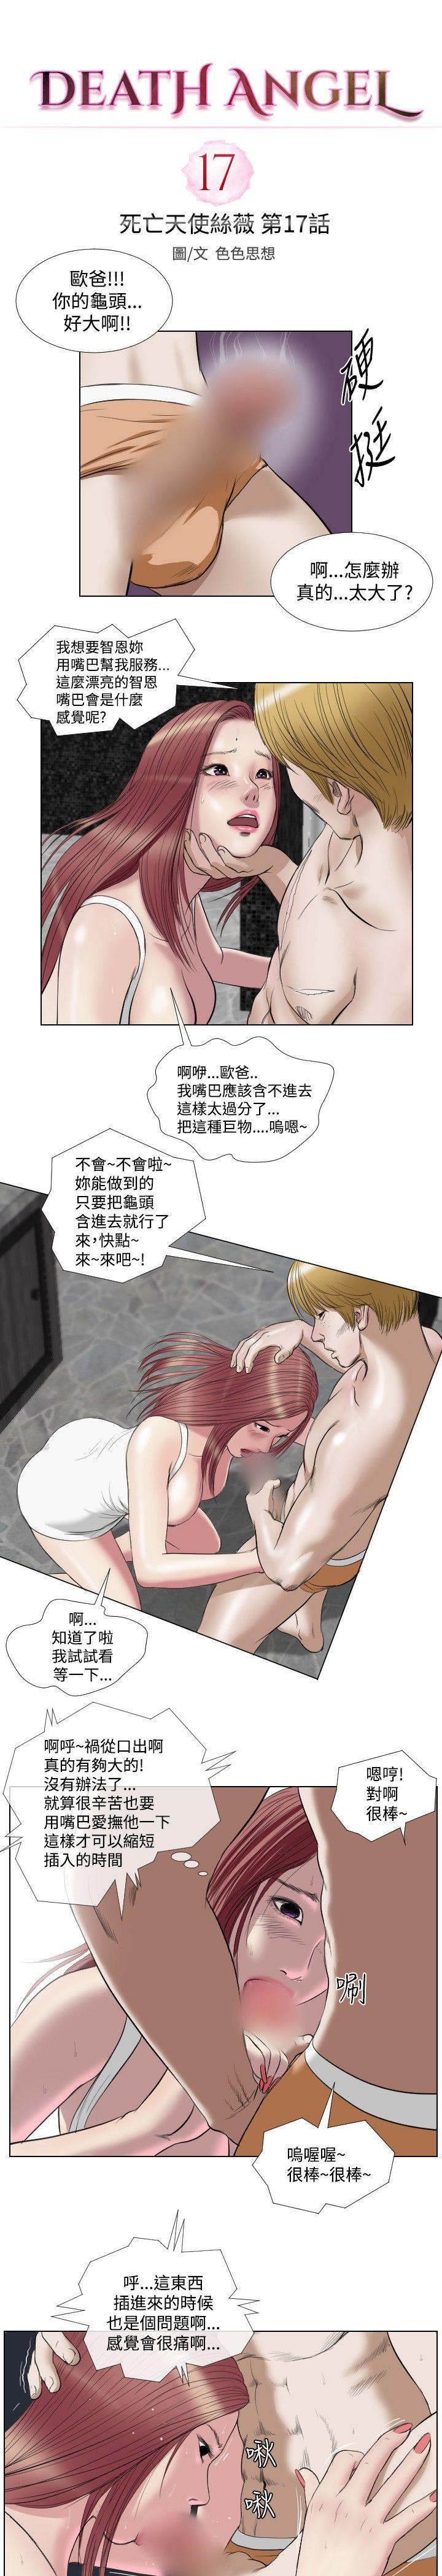 DEATH ANGEL
17
死亡天使絲薇 第17話
圖/文 色色思想
歐爸!!!
你的龜頭...
好大啊!!
硬
挺
啊...怎麼辦
真的...太大了?
我想要智恩妳
用嘴巴幫我服務...
這麼漂亮的智恩
嘴巴會是什麼
感覺呢?
啊咿...歐爸..
我嘴巴應該含不進去
這樣太過分了...
把這種巨物....嗚嗯~
不會~不會啦~
妳能做到的
只要把龜頭
含進去就行了
來,快點~
來~來吧~!
啊...
知道了啦
我試試看
等一下...
啊呼~禍從口出啊
真的有夠大的!
沒有辦法了...
就算很辛苦也要
用嘴巴愛撫他一下
這樣才可以縮短
插入的時間
嗯哼!
對啊
很棒~
唰
嗚喔喔~
很棒~很棒~
呼...這東西
插進來的時候
也是個問題啊...
感覺會很痛啊...
啾
啾